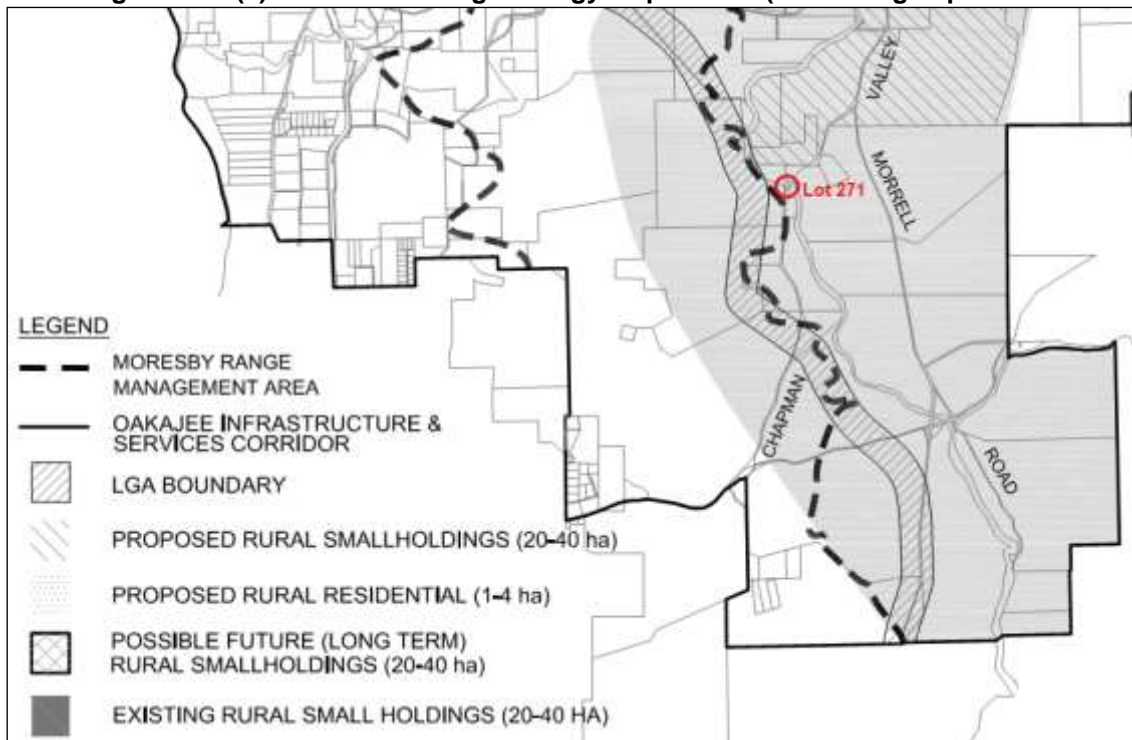 VALLEY
MORRELL
Lot 271
CHAPMAN
ROAD
LEGEND
MORESBY RANGE
MANAGEMENT AREA
OAKAJEE INFRASTRUCTURE &
SERVICES CORRIDOR
LGA BOUNDARY
PROPOSED RURAL SMALLHOLDINGS (20-40 ha)
PROPOSED RURAL RESIDENTIAL (1-4 ha)
POSSIBLE FUTURE (LONG TERM)
RURAL SMALLHOLDINGS (20-40 ha)
EXISTING RURAL SMALL HOLDINGS (20-40 HA)